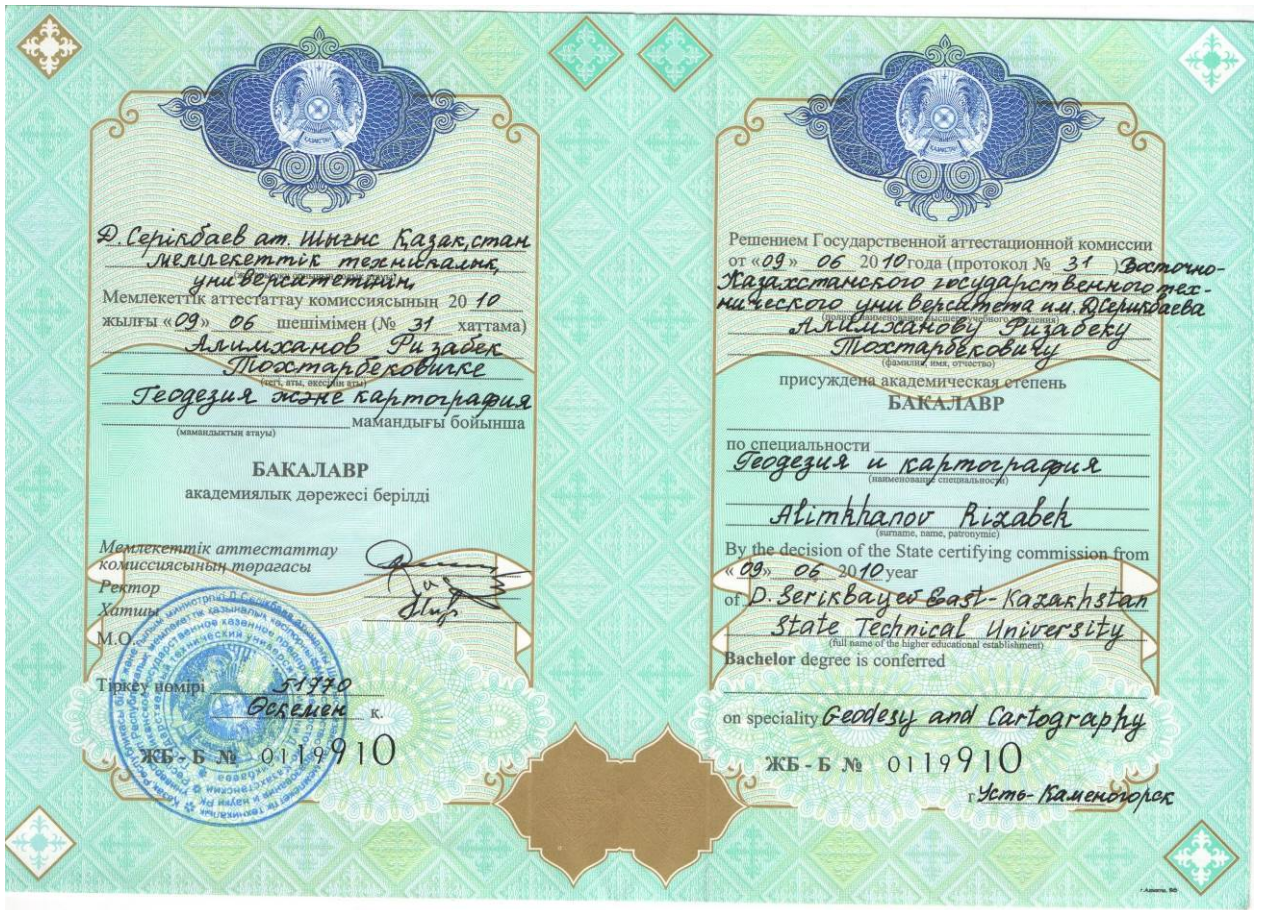 Д. Серікбаев ат. Шығыс Қазақстан
мемлекеттік техникалық
университетінің
Мемлекеттік аттестаттау комиссиясының 20 10
жылғы «09» 06 шешімімен (№ 31 хаттама)
Алимханов Ризабек
Тохтарбековичке
(тегі, аты, әкесінің аты)
Геодезия және картография
мамандығы бойынша
(мамандықтың атауы)
БАКАЛАВР
академиялық дәрежесі берілді
Мемлекеттік аттестаттау
комиссиясының төрағасы
Ректор
Хатшы
М.О.
Тіркеу нөмірі 51970
Өскемен қ.
ЖБ - Б № 0119910
Решением Государственной аттестационной комиссии
от «09» 06 2010 года (протокол № 31 ) Восточно-
Казахстанского государственного тех-
нического университета им. Д.Серикбаева
(полное наименование высшего учебного заведения)
Алимханову Ризабеку
Тохтарбековичу
(фамилия, имя, отчество)
присуждена академическая степень
БАКАЛАВР
по специальности
Геодезия и картография
(наименование специальности)
Alimkhanov Rizabek
(surname, name, patronymic)
By the decision of the State certifying commission from
« 09» 06 2010 year
of D. Serikbayev East-Kazakhstan
State Technical University
(full name of the higher educational establishment)
Bachelor degree is conferred
on speciality Geodesy and Cartography
ЖБ - Б № 0119910
г Усть-Каменогорск